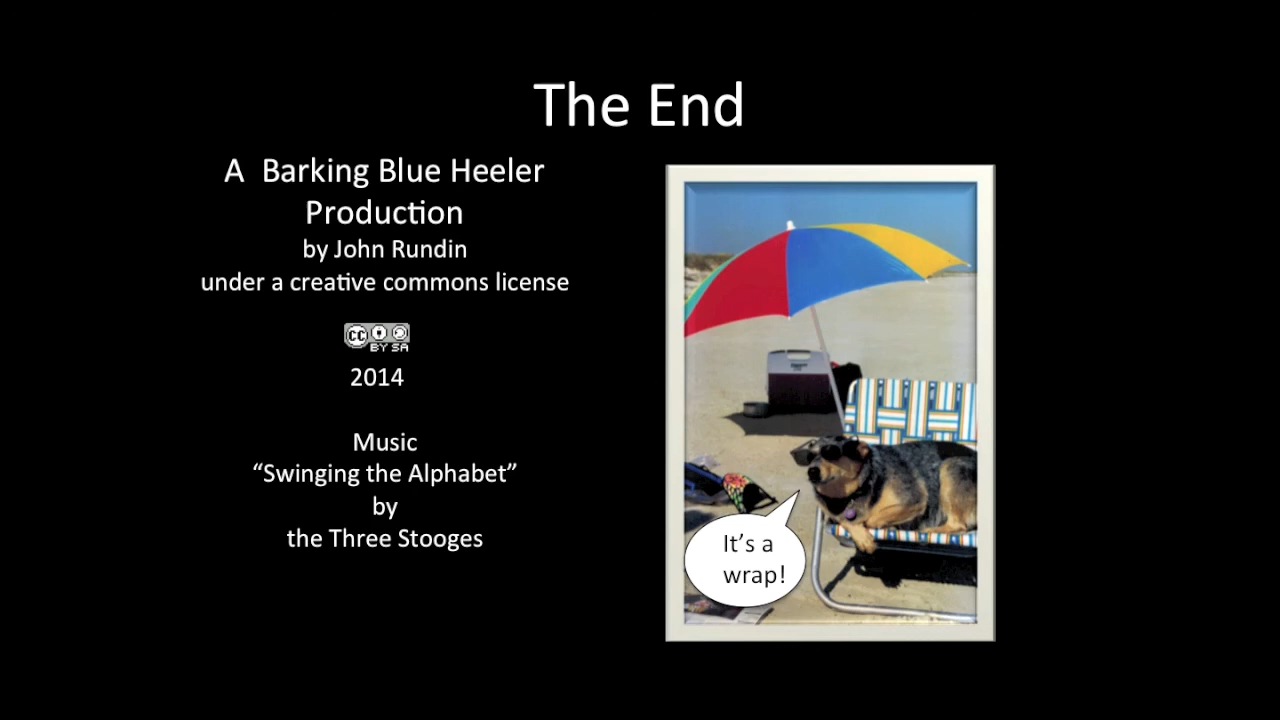 The End
A  Barking Blue Heeler
Production
by John Rundin
under a creative commons license
cc
BY SA
2014
Music
“Swinging the Alphabet”
by
the Three Stooges
It’s a
wrap!